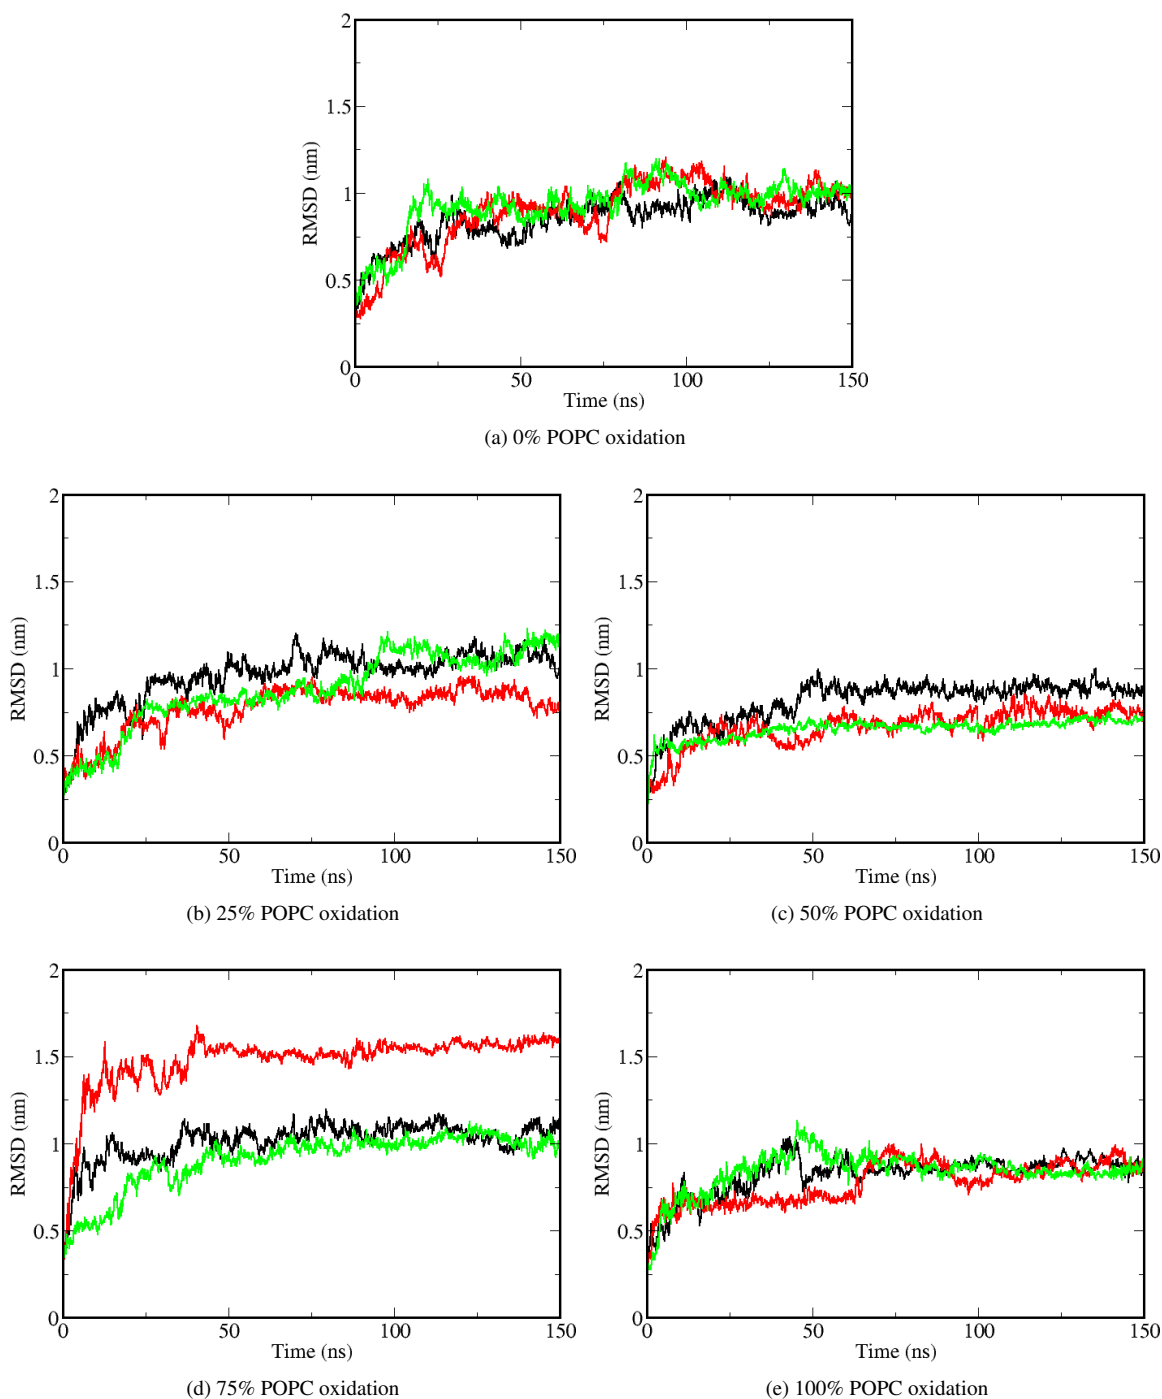 2
1.5
1
0.5
0
RMSD (nm)
0 50 100 150
Time (ns)
(a) 0% POPC oxidation
2
1.5
1
0.5
0
RMSD (nm)
0 50 100 150
Time (ns)
(b) 25% POPC oxidation
2
1.5
1
0.5
0
RMSD (nm)
0 50 100 150
Time (ns)
(c) 50% POPC oxidation
2
1.5
1
0.5
0
RMSD (nm)
0 50 100 150
Time (ns)
(d) 75% POPC oxidation
2
1.5
1
0.5
0
RMSD (nm)
0 50 100 150
Time (ns)
(e) 100% POPC oxidation